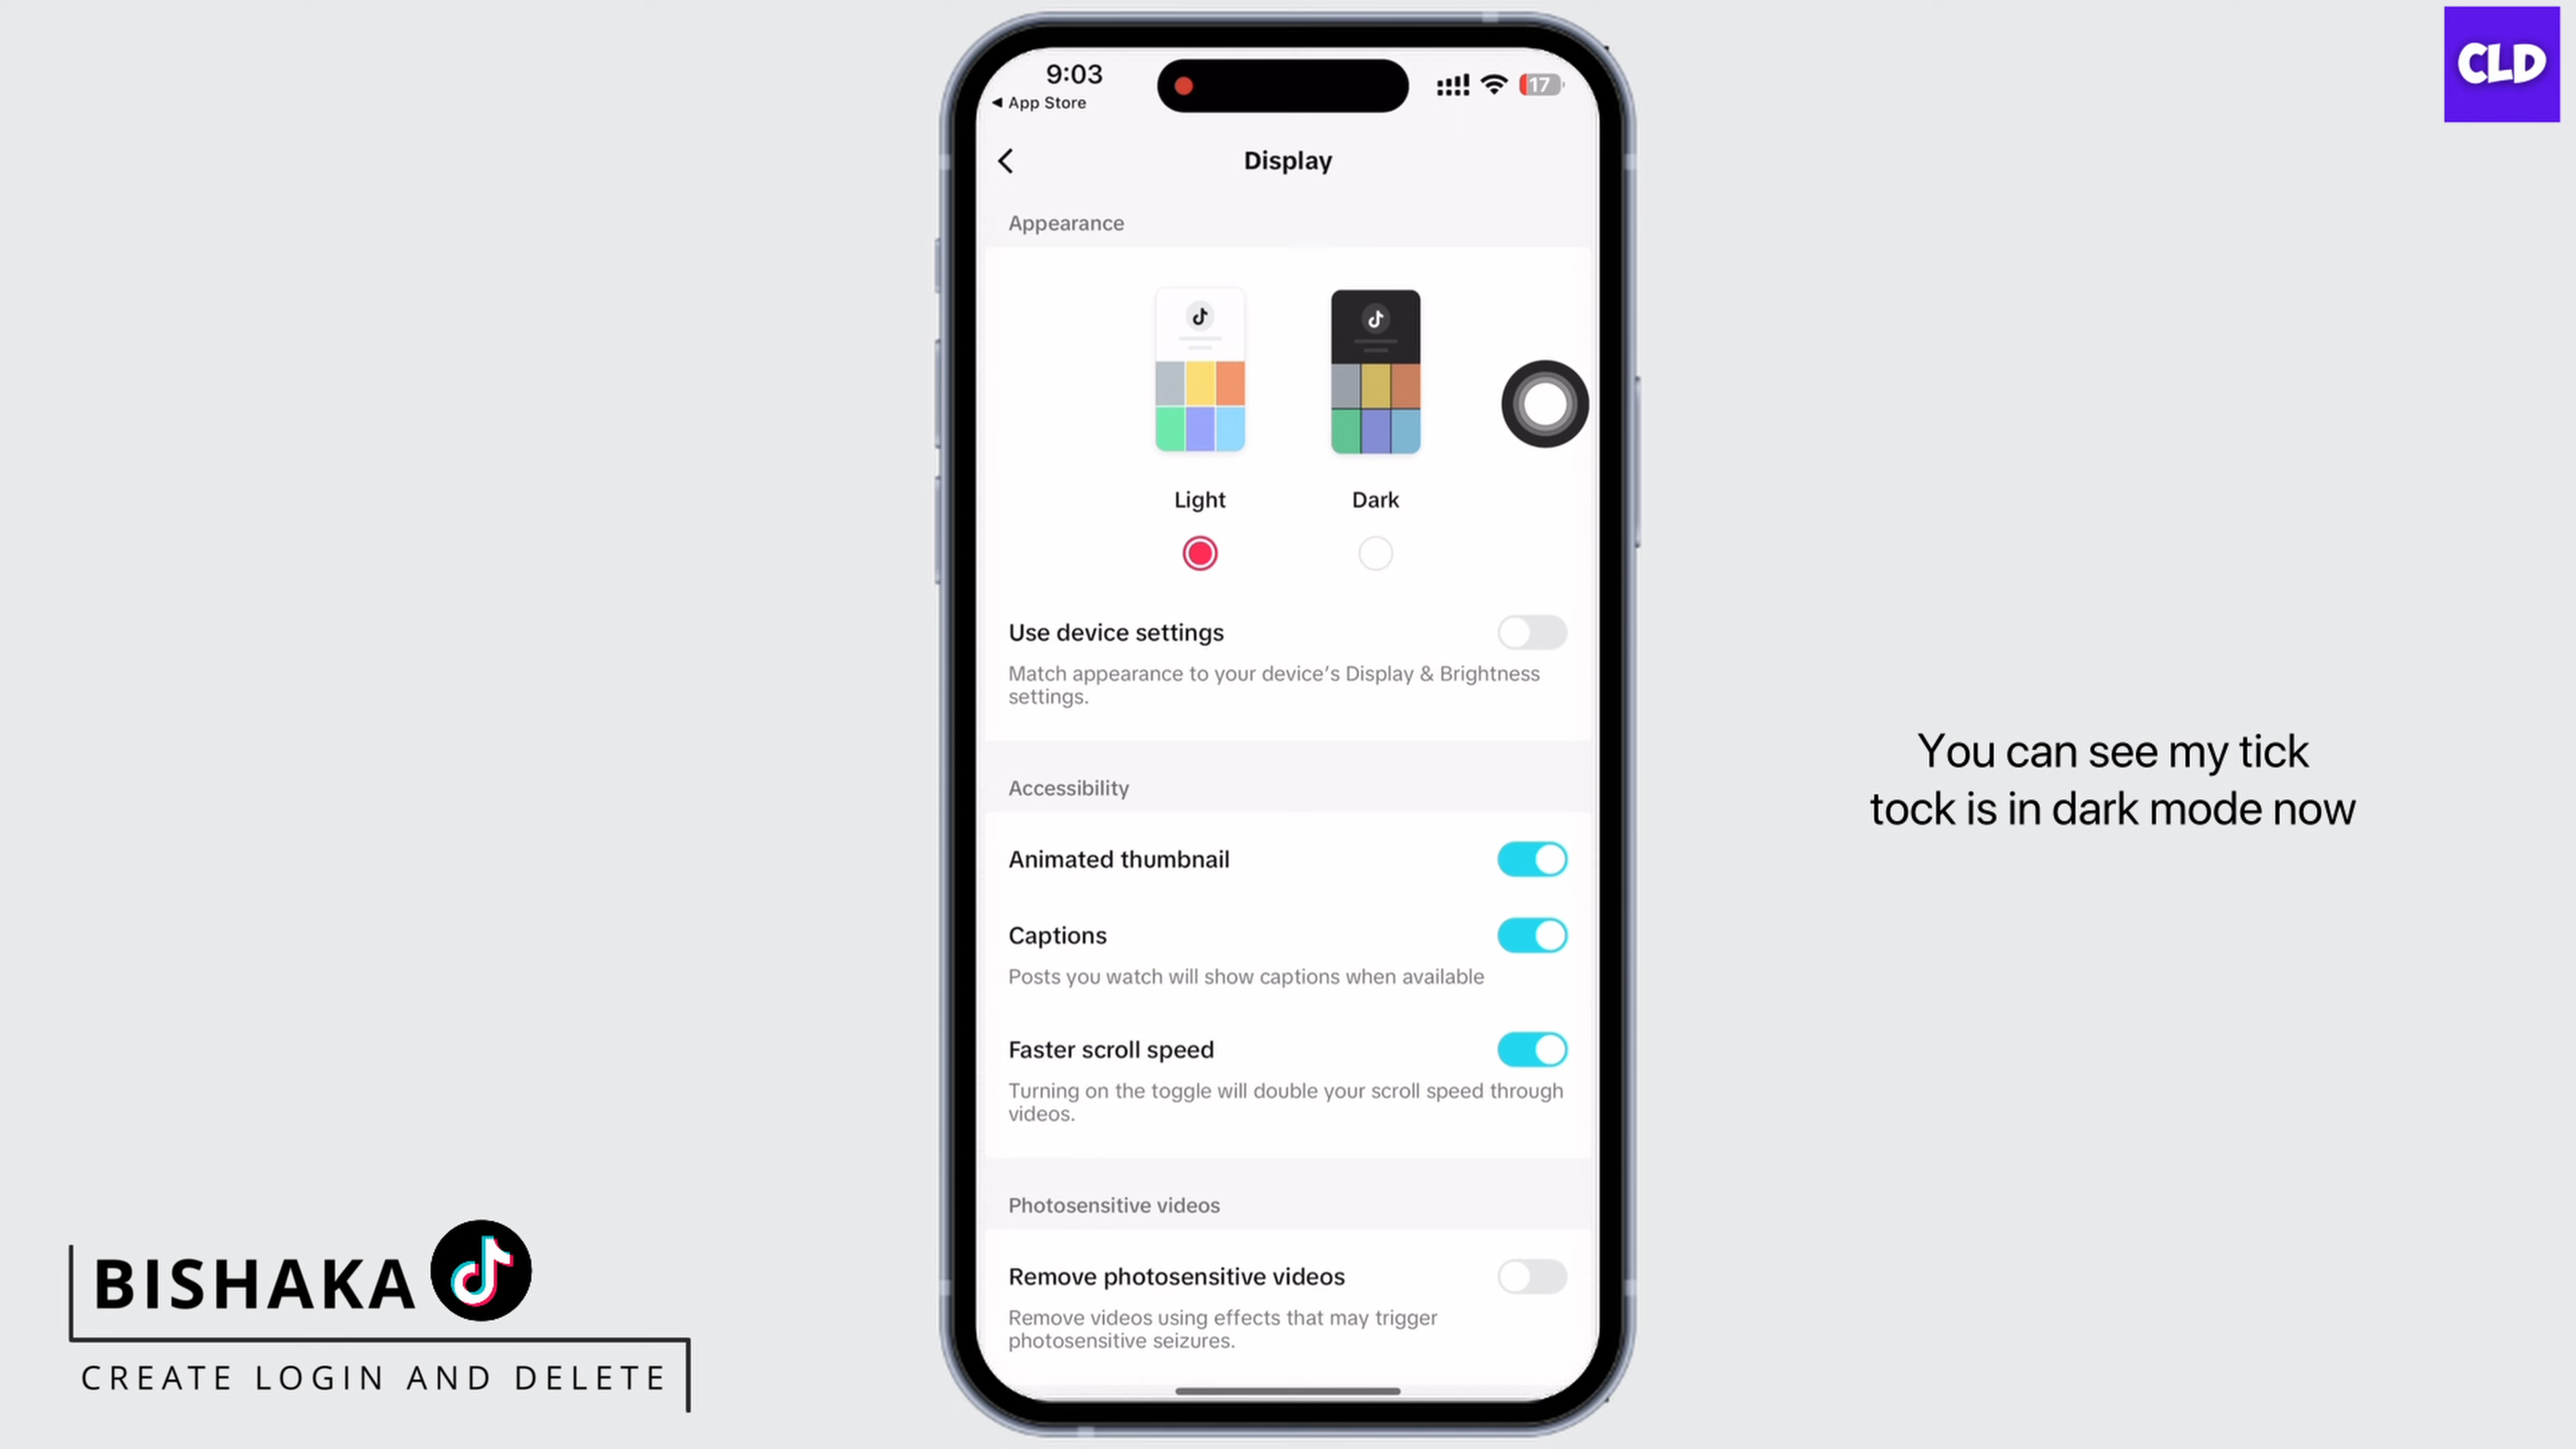 CLD
9:03
17
◀ App Store
Display
Appearance
Light
Dark
Use device settings
Match appearance to your device's Display & Brightness
settings.
Accessibility
Animated thumbnail
Captions
Posts you watch will show captions when available
Faster scroll speed
Turning on the toggle will double your scroll speed through
videos.
Photosensitive videos
Remove photosensitive videos
Remove videos using effects that may trigger
photosensitive seizures.
You can see my tick
tock is in dark mode now
BISHAKA
CREATE LOGIN AND DELETE